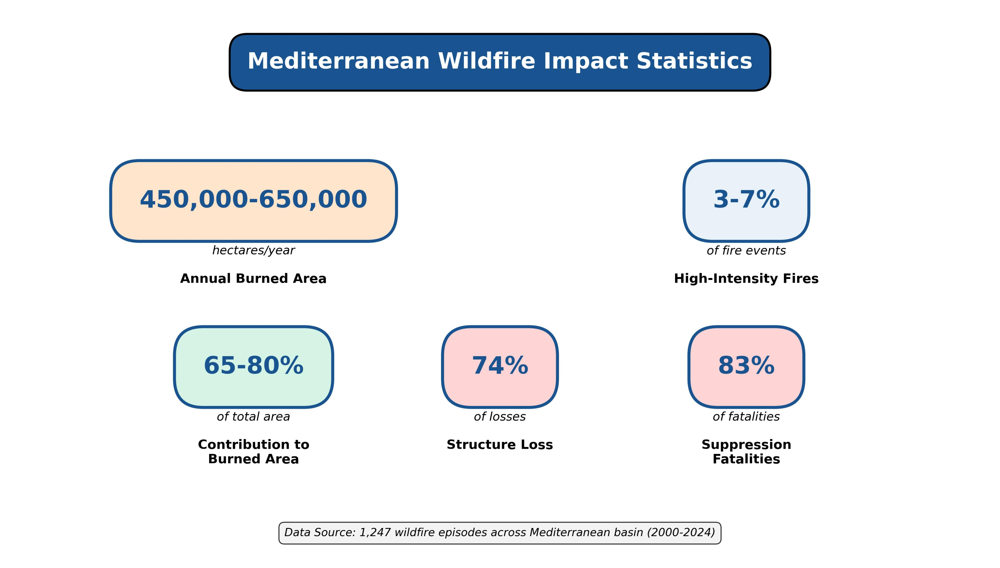 Mediterranean Wildfire Impact Statistics
450,000-650,000
hectares/year
Annual Burned Area
3-7%
of fire events
High-Intensity Fires
65-80%
of total area
Contribution to
Burned Area
74%
of losses
Structure Loss
83%
of fatalities
Suppression
Fatalities
Data Source: 1,247 wildfire episodes across Mediterranean basin (2000-2024)